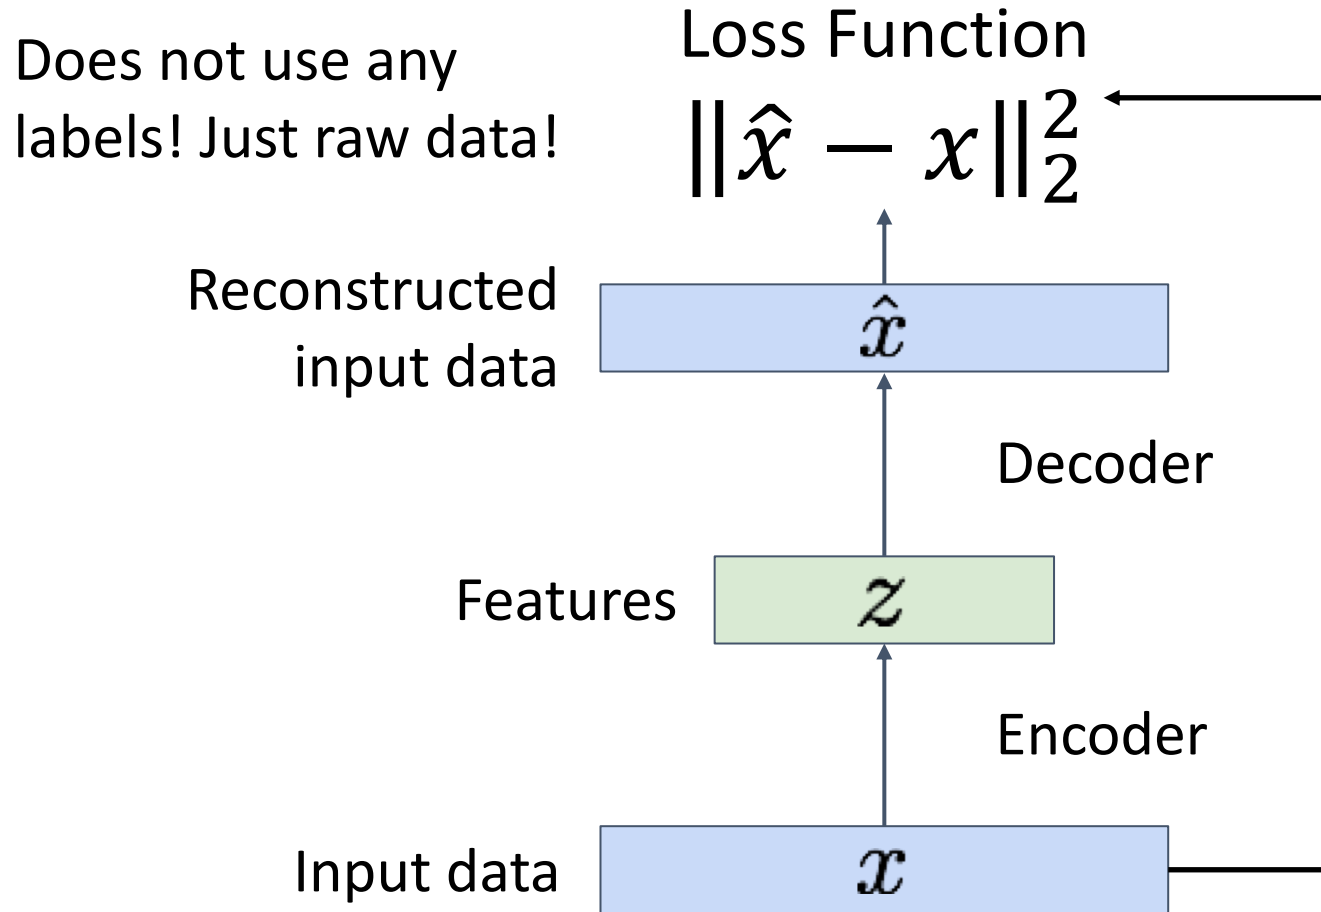 Does not use any
labels! Just raw data!
Loss Function
‖x̂ − x‖₂²
Reconstructed
input data
x̂
Decoder
Features
z
Encoder
Input data
x